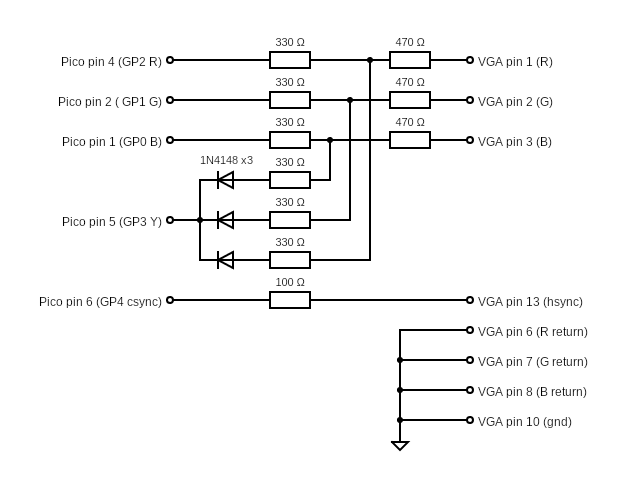 330 Ω 470 Ω
Pico pin 4 (GP2 R) VGA pin 1 (R)
330 Ω 470 Ω
Pico pin 2 ( GP1 G) VGA pin 2 (G)
330 Ω 470 Ω
Pico pin 1 (GP0 B) VGA pin 3 (B)
1N4148 x3 330 Ω
330 Ω
Pico pin 5 (GP3 Y)
330 Ω
100 Ω
Pico pin 6 (GP4 csync) VGA pin 13 (hsync)
VGA pin 6 (R return)
VGA pin 7 (G return)
VGA pin 8 (B return)
VGA pin 10 (gnd)